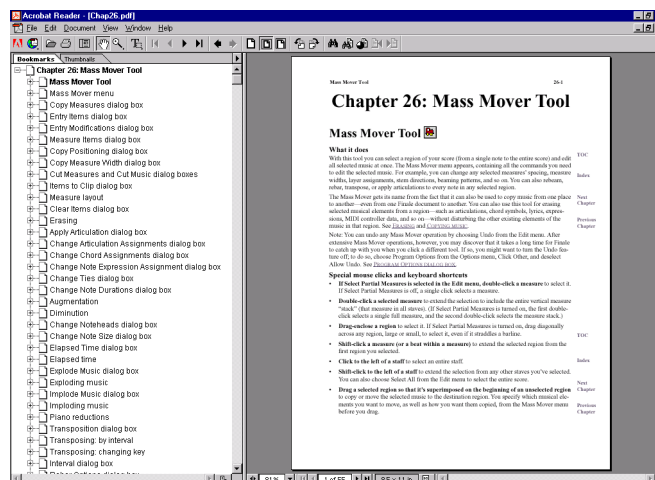 Acrobat Reader - [Chap26.pdf]
File Edit Document View Window Help
Bookmarks Thumbnails
Chapter 26: Mass Mover Tool
Mass Mover Tool
Mass Mover menu
Copy Measures dialog box
Entry Items dialog box
Entry Modifications dialog box
Measure Items dialog box
Copy Positioning dialog box
Copy Measure Width dialog box
Cut Measures and Cut Music dialog boxes
Items to Clip dialog box
Measure layout
Clear Items dialog box
Erasing
Apply Articulation dialog box
Change Articulation Assignments dialog box
Change Chord Assignments dialog box
Change Note Expression Assignment dialog box
Change Ties dialog box
Change Note Durations dialog box
Augmentation
Diminution
Change Noteheads dialog box
Change Note Size dialog box
Elapsed Time dialog box
Elapsed time
Explode Music dialog box
Exploding music
Implode Music dialog box
Imploding music
Piano reductions
Transposition dialog box
Transposing: by interval
Transposing: changing key
Interval dialog box
Mass Mover Tool 26-1
Chapter 26: Mass Mover Tool
Mass Mover Tool
What it does
With this tool you can select a region of your score (from a single note to the entire score) and edit
all selected music at once. The Mass Mover menu appears, containing all the commands you need
to edit the selected music. For example, you can change any selected measures' spacing, measure
widths, layer assignments, stem directions, beaming patterns, and so on. You can also rebeam,
rebar, transpose, or apply articulations to every note in any selected region.
The Mass Mover gets its name from the fact that it can also be used to copy music from one place
to another—even from one Finale document to another. You can also use this tool for erasing
selected musical elements from a region—such as articulations, chord symbols, lyrics, expres-
sions, MIDI controller data, and so on—without disturbing the other existing elements of the
music in that region. See ERASING and COPYING MUSIC.
Note: You can undo any Mass Mover operation by choosing Undo from the Edit menu. After
extensive Mass Mover operations, however, you may discover that it takes a long time for Finale
to catch up with you when you click a different tool. If so, you might want to turn the Undo fea-
ture off; to do so, choose Program Options from the Options menu, Click Other, and deselect
Allow Undo. See PROGRAM OPTIONS DIALOG BOX.
Special mouse clicks and keyboard shortcuts
• If Select Partial Measures is selected in the Edit menu, double-click a measure to select it.
If Select Partial Measures is off, a single click selects a measure.
• Double-click a selected measure to extend the selection to include the entire vertical measure
"stack" (that measure in all staves). (If Select Partial Measures is turned on, the first double-
click selects a single full measure, and the second double-click selects the measure stack.)
• Drag-enclose a region to select it. If Select Partial Measures is turned on, drag diagonally
across any region, large or small, to select it, even if it straddles a barline.
• Shift-click a measure (or a beat within a measure) to extend the selected region from the
first region you selected.
• Click to the left of a staff to select an entire staff.
• Shift-click to the left of a staff to extend the selection from any other staves you've selected.
You can also choose Select All from the Edit menu to select the entire score.
• Drag a selected region so that it's superimposed on the beginning of an unselected region
to copy or move the selected music to the destination region. You specify which musical ele-
ments you want to move, as well as how you want them copied, from the Mass Mover menu
before you drag.
TOC
Index
Next
Chapter
Previous
Chapter
TOC
Index
Next
Chapter
Previous
Chapter
81%
1 of 55
8.5 x 11 in